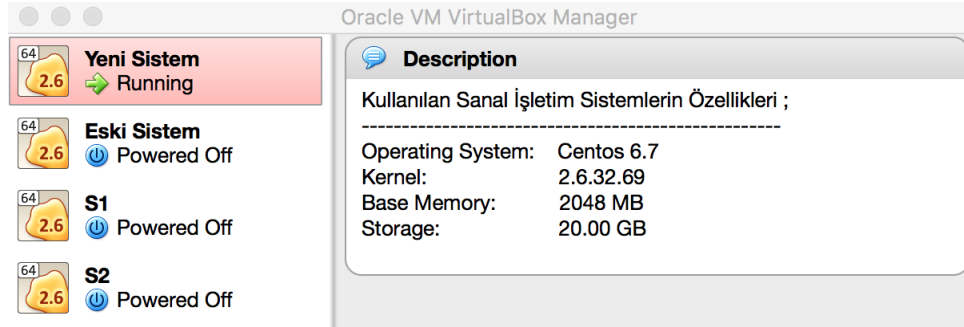 Oracle VM VirtualBox Manager
64
2.6
Yeni Sistem
Running
64
2.6
Eski Sistem
Powered Off
64
2.6
S1
Powered Off
64
2.6
S2
Powered Off
Description
Kullanılan Sanal İşletim Sistemlerin Özellikleri ;
----------------------------------------------------
Operating System: Centos 6.7
Kernel: 2.6.32.69
Base Memory: 2048 MB
Storage: 20.00 GB